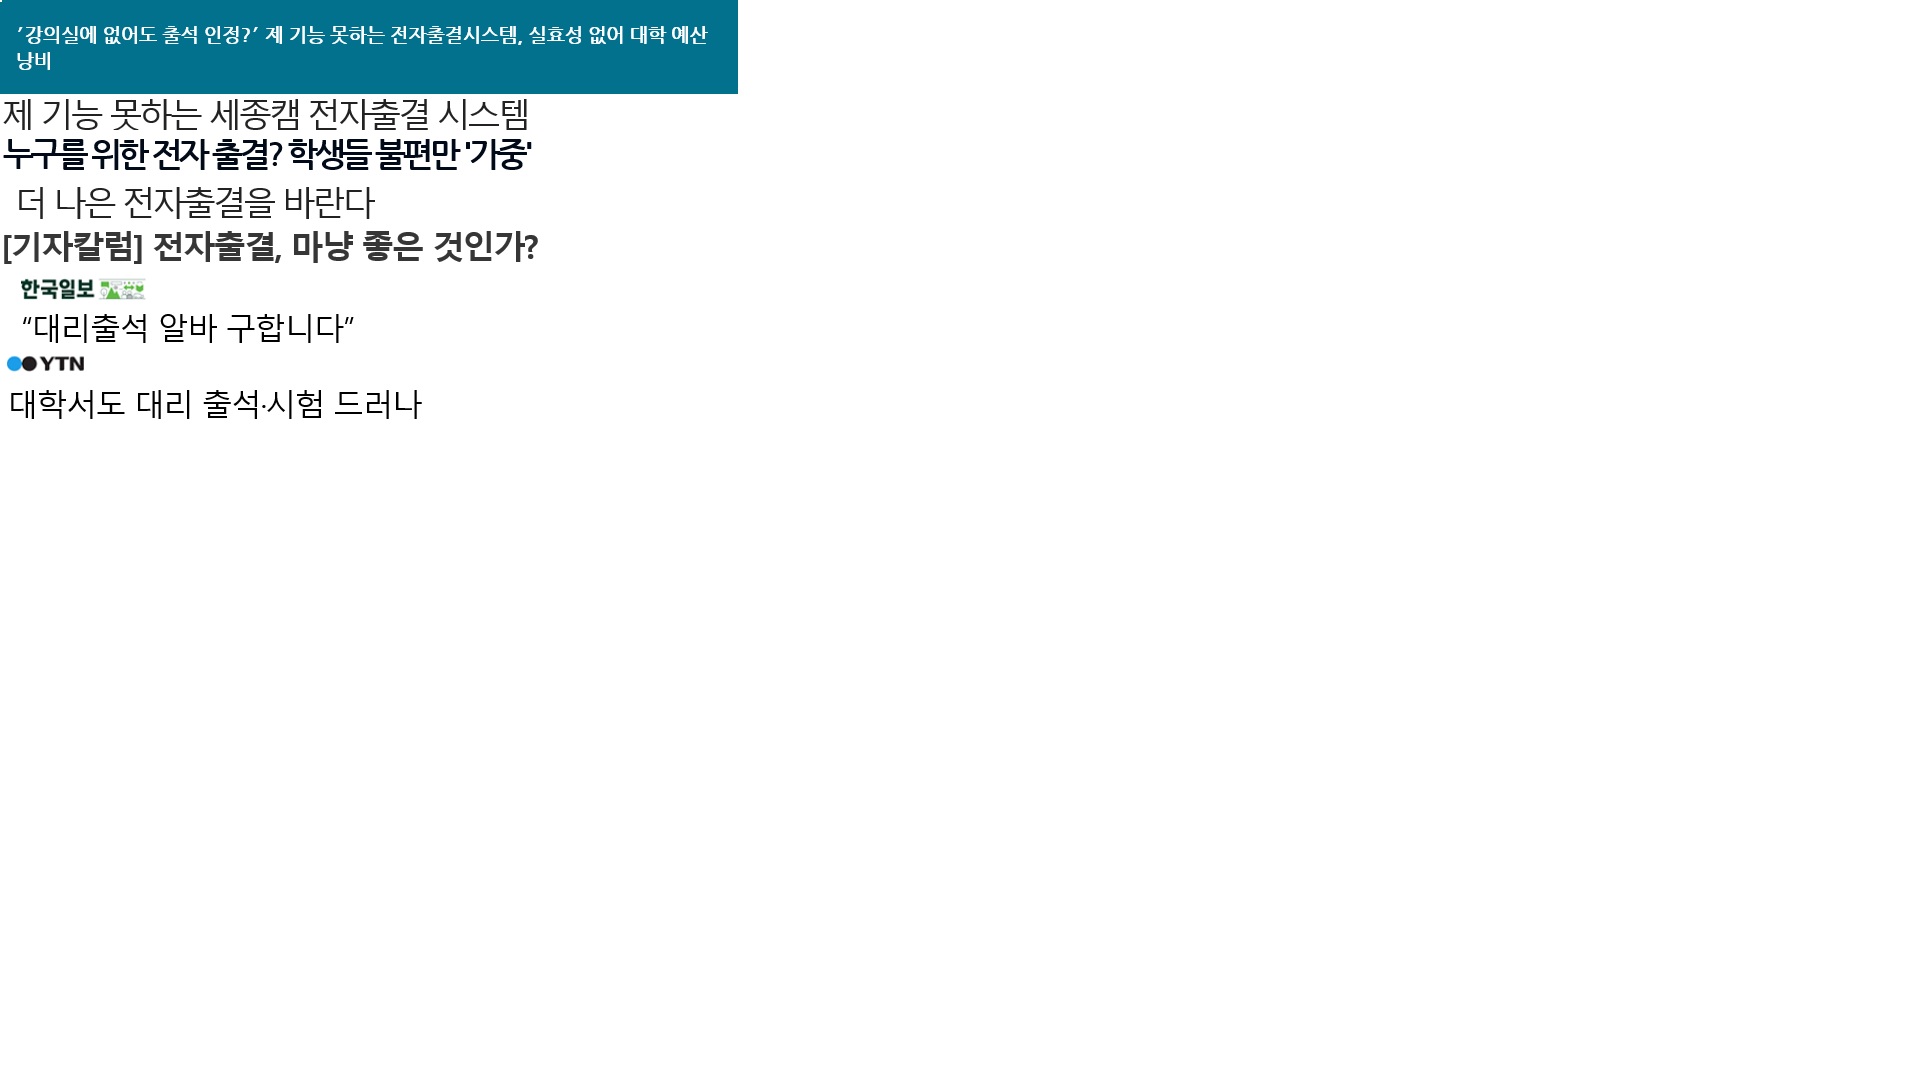 ′강의실에 없어도 출석 인정?′ 제 기능 못하는 전자출결시스템, 실효성 없어 대학 예산
낭비
제 기능 못하는 세종캠 전자출결 시스템
누구를 위한 전자 출결? 학생들 불편만 '가중'
더 나은 전자출결을 바란다
[기자칼럼] 전자출결, 마냥 좋은 것인가?
한국일보
“대리출석 알바 구합니다”
YTN
대학서도 대리 출석·시험 드러나